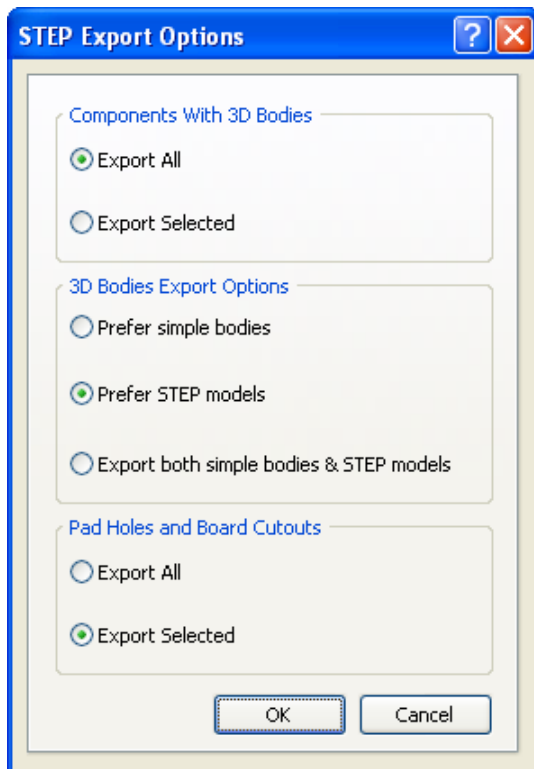 STEP Export Options
?
Components With 3D Bodies
Export All
Export Selected
3D Bodies Export Options
Prefer simple bodies
Prefer STEP models
Export both simple bodies & STEP models
Pad Holes and Board Cutouts
Export All
Export Selected
OK Cancel